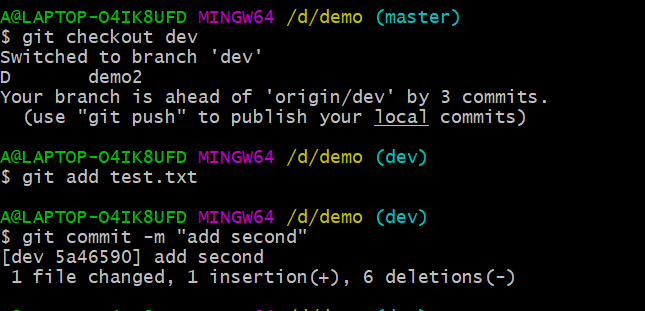 A@LAPTOP-O4IK8UFD MINGW64 /d/demo (master)
$ git checkout dev
Switched to branch 'dev'
D       demo2
Your branch is ahead of 'origin/dev' by 3 commits.
  (use "git push" to publish your local commits)
A@LAPTOP-O4IK8UFD MINGW64 /d/demo (dev)
$ git add test.txt
A@LAPTOP-O4IK8UFD MINGW64 /d/demo (dev)
$ git commit -m "add second"
[dev 5a46590] add second
 1 file changed, 1 insertion(+), 6 deletions(-)